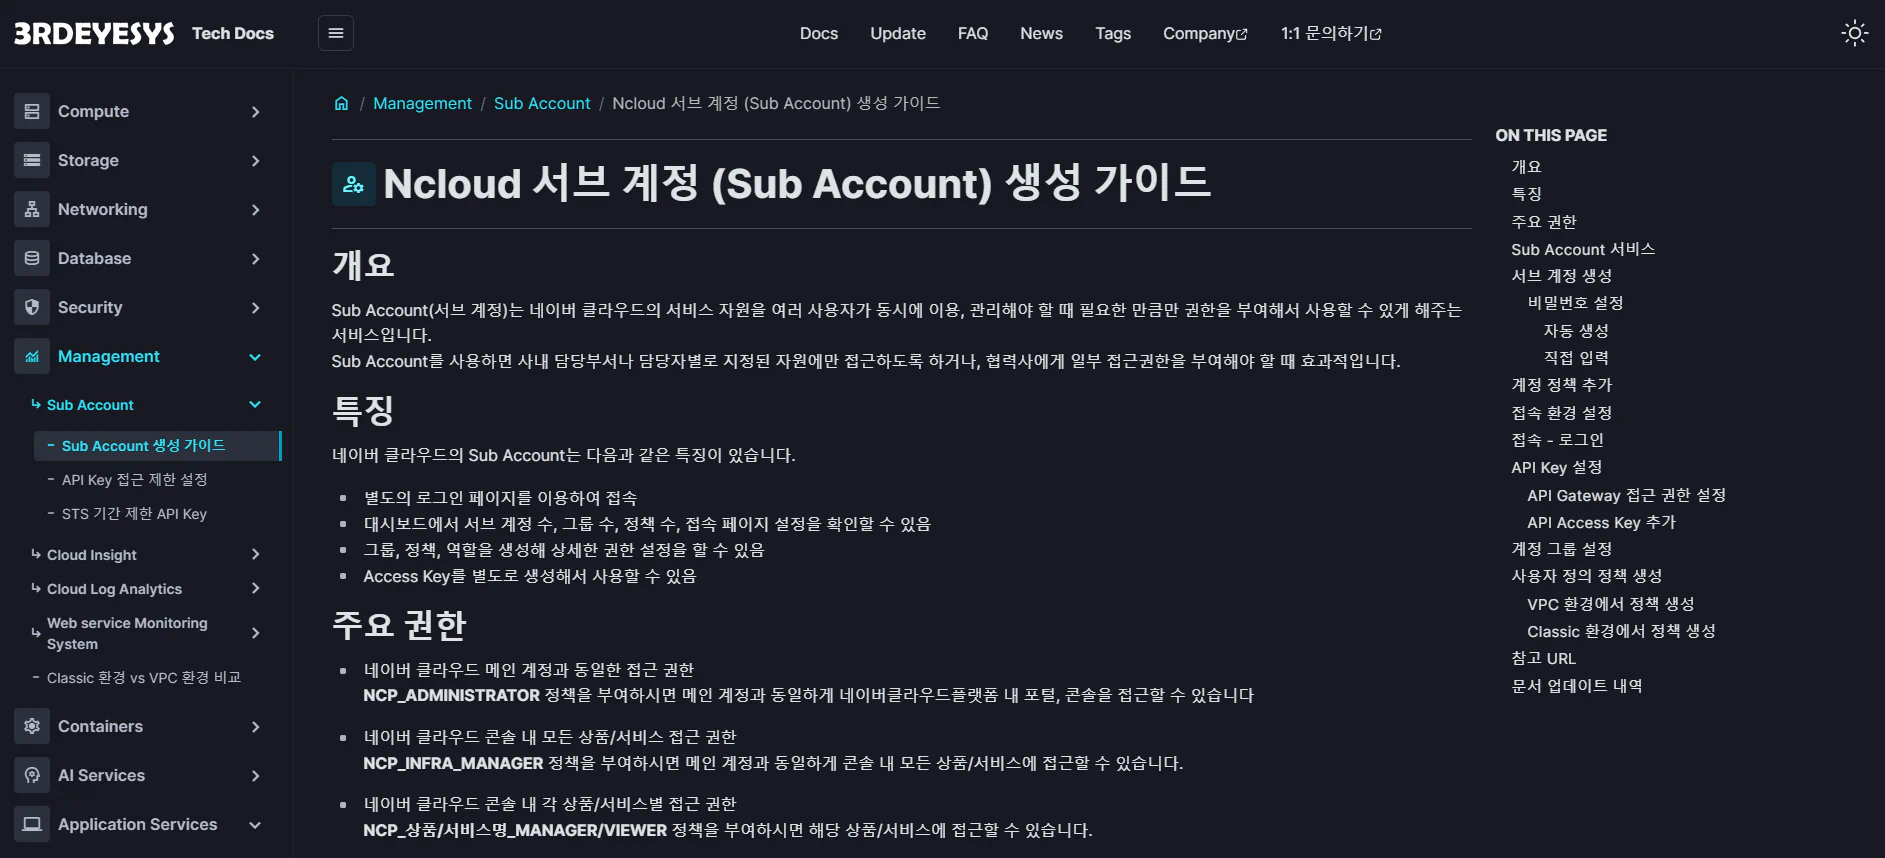 3RDEYESYS Tech Docs
Docs Update FAQ News Tags Company 1:1 문의하기
Compute
Storage
Networking
Database
Security
Management
Sub Account
Sub Account 생성 가이드
API Key 접근 제한 설정
STS 기간 제한 API Key
Cloud Insight
Cloud Log Analytics
Web service Monitoring
System
Classic 환경 vs VPC 환경 비교
Containers
AI Services
Application Services
/ Management / Sub Account / Ncloud 서브 계정 (Sub Account) 생성 가이드
Ncloud 서브 계정 (Sub Account) 생성 가이드
개요
Sub Account(서브 계정)는 네이버 클라우드의 서비스 자원을 여러 사용자가 동시에 이용, 관리해야 할 때 필요한 만큼만 권한을 부여해서 사용할 수 있게 해주는
서비스입니다.
Sub Account를 사용하면 사내 담당부서나 담당자별로 지정된 자원에만 접근하도록 하거나, 협력사에게 일부 접근권한을 부여해야 할 때 효과적입니다.
특징
네이버 클라우드의 Sub Account는 다음과 같은 특징이 있습니다.
별도의 로그인 페이지를 이용하여 접속
대시보드에서 서브 계정 수, 그룹 수, 정책 수, 접속 페이지 설정을 확인할 수 있음
그룹, 정책, 역할을 생성해 상세한 권한 설정을 할 수 있음
Access Key를 별도로 생성해서 사용할 수 있음
주요 권한
네이버 클라우드 메인 계정과 동일한 접근 권한
NCP_ADMINISTRATOR 정책을 부여하시면 메인 계정과 동일하게 네이버클라우드플랫폼 내 포털, 콘솔을 접근할 수 있습니다
네이버 클라우드 콘솔 내 모든 상품/서비스 접근 권한
NCP_INFRA_MANAGER 정책을 부여하시면 메인 계정과 동일하게 콘솔 내 모든 상품/서비스에 접근할 수 있습니다.
네이버 클라우드 콘솔 내 각 상품/서비스별 접근 권한
NCP_상품/서비스명_MANAGER/VIEWER 정책을 부여하시면 해당 상품/서비스에 접근할 수 있습니다.
ON THIS PAGE
개요
특징
주요 권한
Sub Account 서비스
서브 계정 생성
비밀번호 설정
자동 생성
직접 입력
계정 정책 추가
접속 환경 설정
접속 - 로그인
API Key 설정
API Gateway 접근 권한 설정
API Access Key 추가
계정 그룹 설정
사용자 정의 정책 생성
VPC 환경에서 정책 생성
Classic 환경에서 정책 생성
참고 URL
문서 업데이트 내역